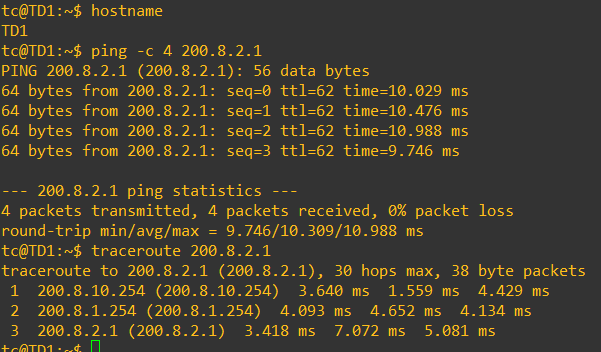 tc@TD1:~$ hostname
TD1
tc@TD1:~$ ping -c 4 200.8.2.1
PING 200.8.2.1 (200.8.2.1): 56 data bytes
64 bytes from 200.8.2.1: seq=0 ttl=62 time=10.029 ms
64 bytes from 200.8.2.1: seq=1 ttl=62 time=10.476 ms
64 bytes from 200.8.2.1: seq=2 ttl=62 time=10.988 ms
64 bytes from 200.8.2.1: seq=3 ttl=62 time=9.746 ms

--- 200.8.2.1 ping statistics ---
4 packets transmitted, 4 packets received, 0% packet loss
round-trip min/avg/max = 9.746/10.309/10.988 ms
tc@TD1:~$ traceroute 200.8.2.1
traceroute to 200.8.2.1 (200.8.2.1), 30 hops max, 38 byte packets
 1  200.8.10.254 (200.8.10.254)  3.640 ms  1.559 ms  4.429 ms
 2  200.8.1.254 (200.8.1.254)  4.093 ms  4.652 ms  4.134 ms
 3  200.8.2.1 (200.8.2.1)  3.418 ms  7.072 ms  5.081 ms
tc@TD1:~$